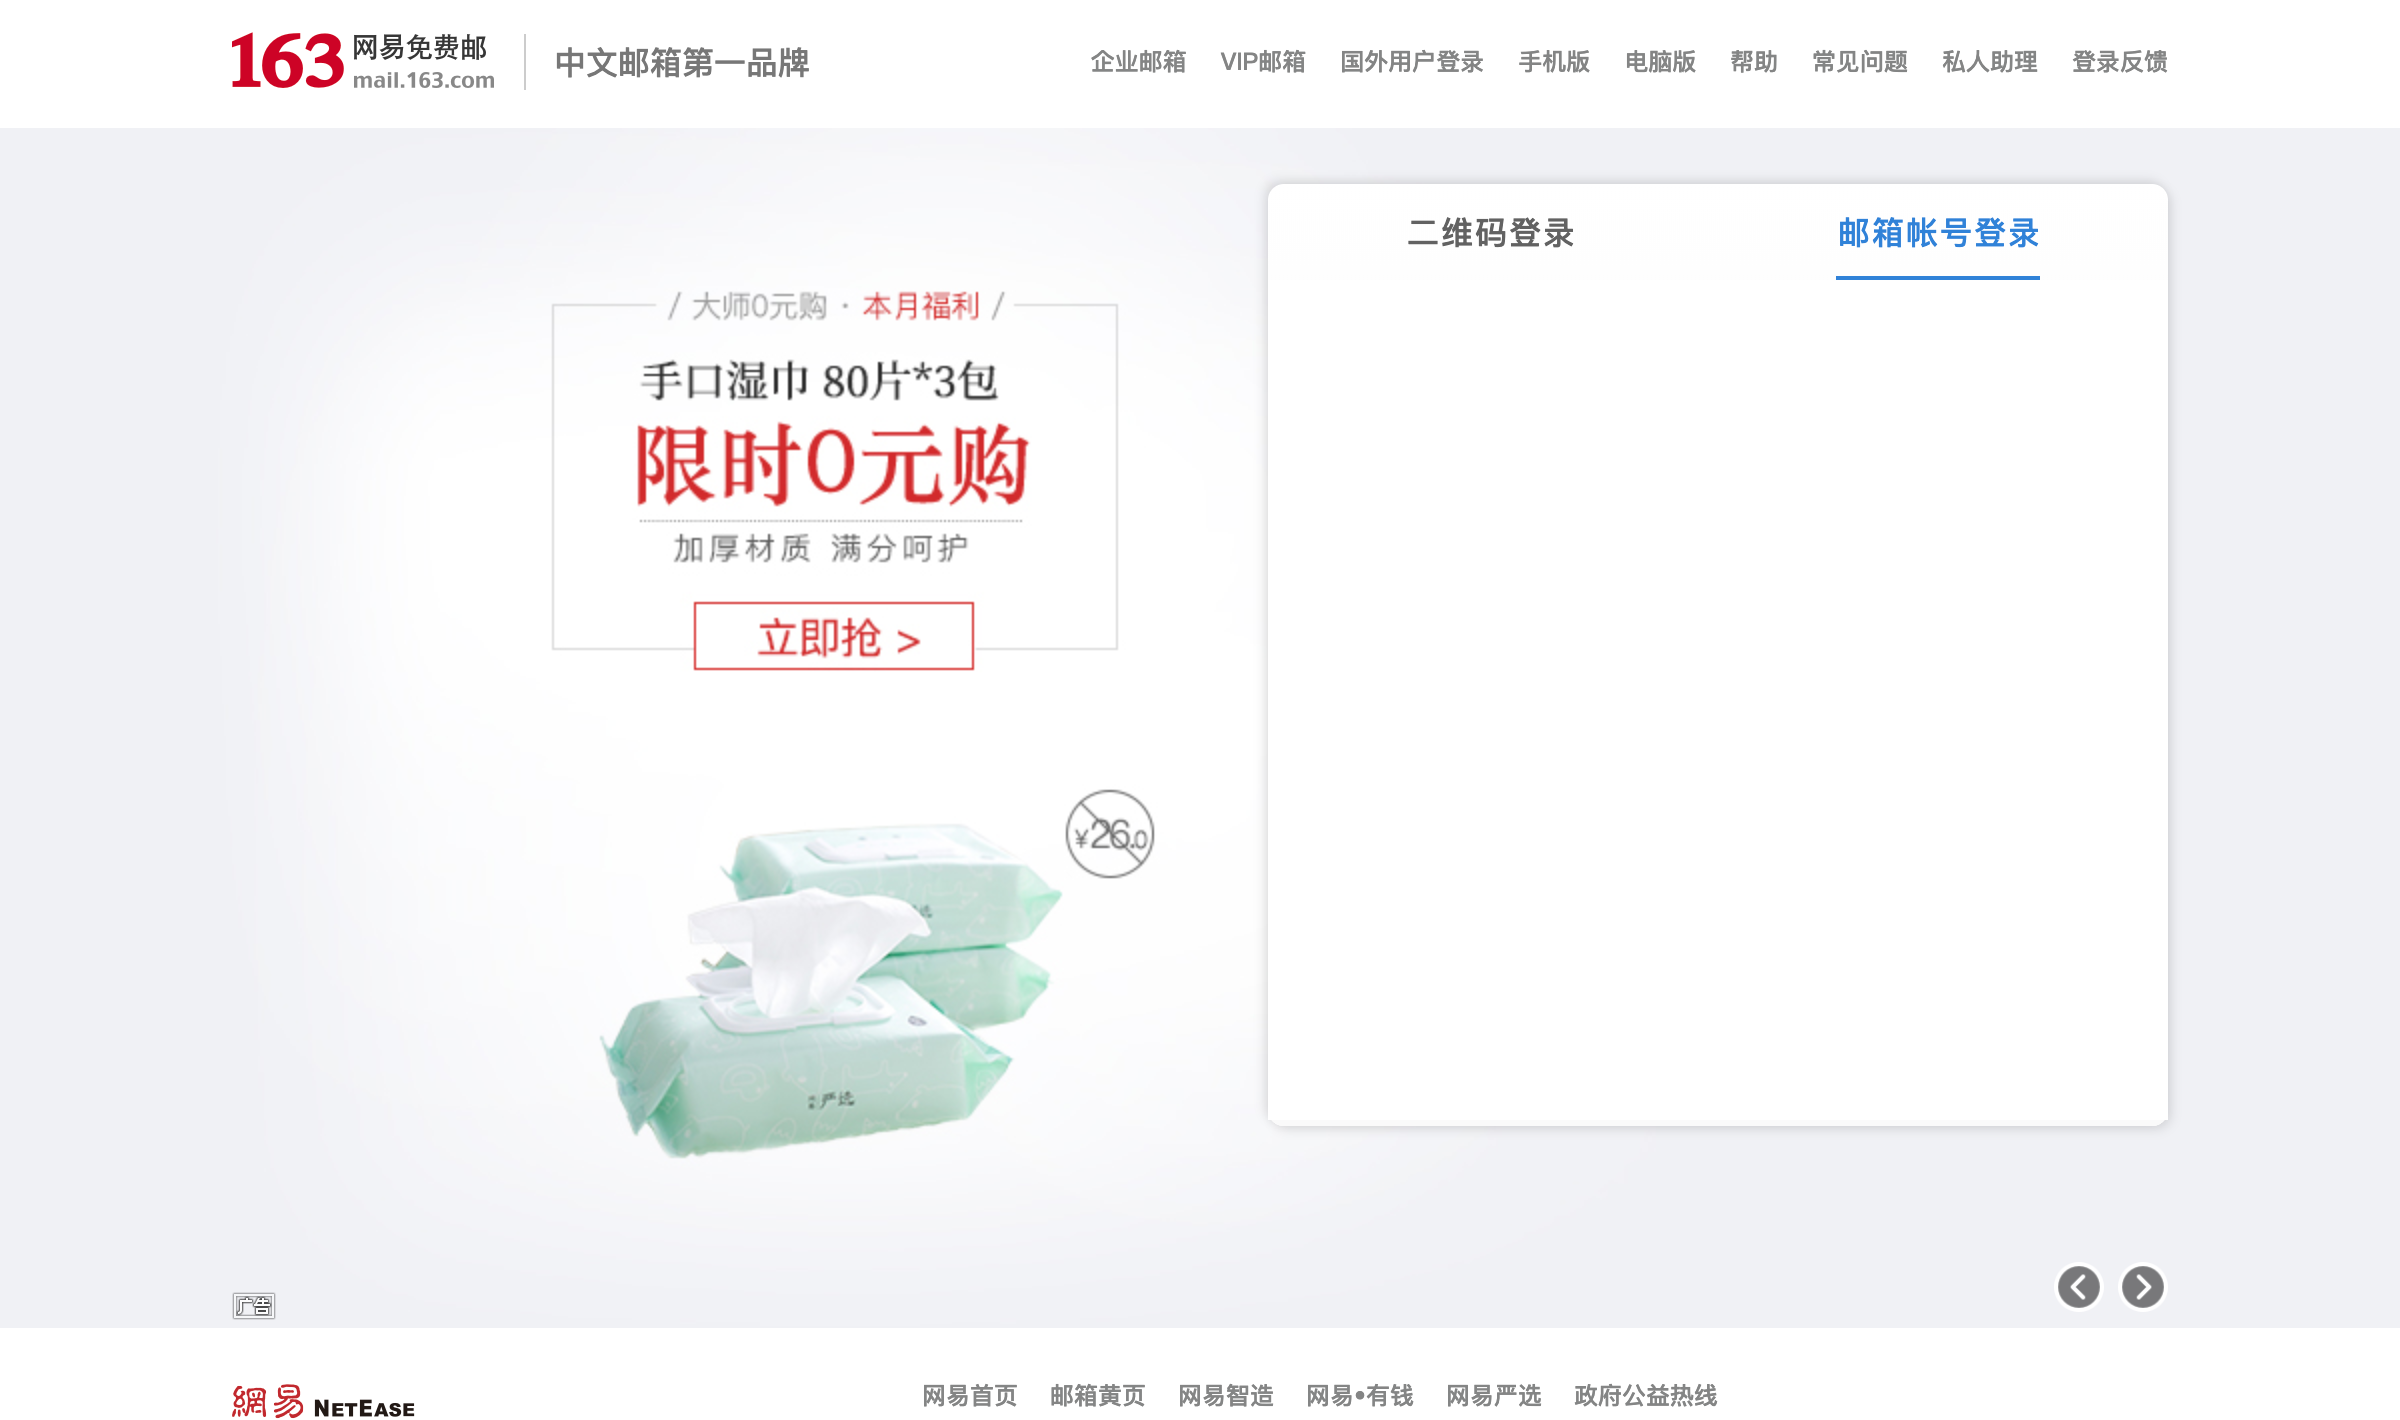 163 网易免费邮
mail.163.com
中文邮箱第一品牌
企业邮箱 VIP邮箱 国外用户登录 手机版 电脑版 帮助 常见问题 私人助理 登录反馈
二维码登录 邮箱帐号登录
/ 大师0元购 · 本月福利 /
手口湿巾 80片*3包
限时0元购
加厚材质 满分呵护
立即抢 >
¥26.0
严选
广告
網易 NETEASE
网易首页 邮箱黄页 网易智造 网易•有钱 网易严选 政府公益热线